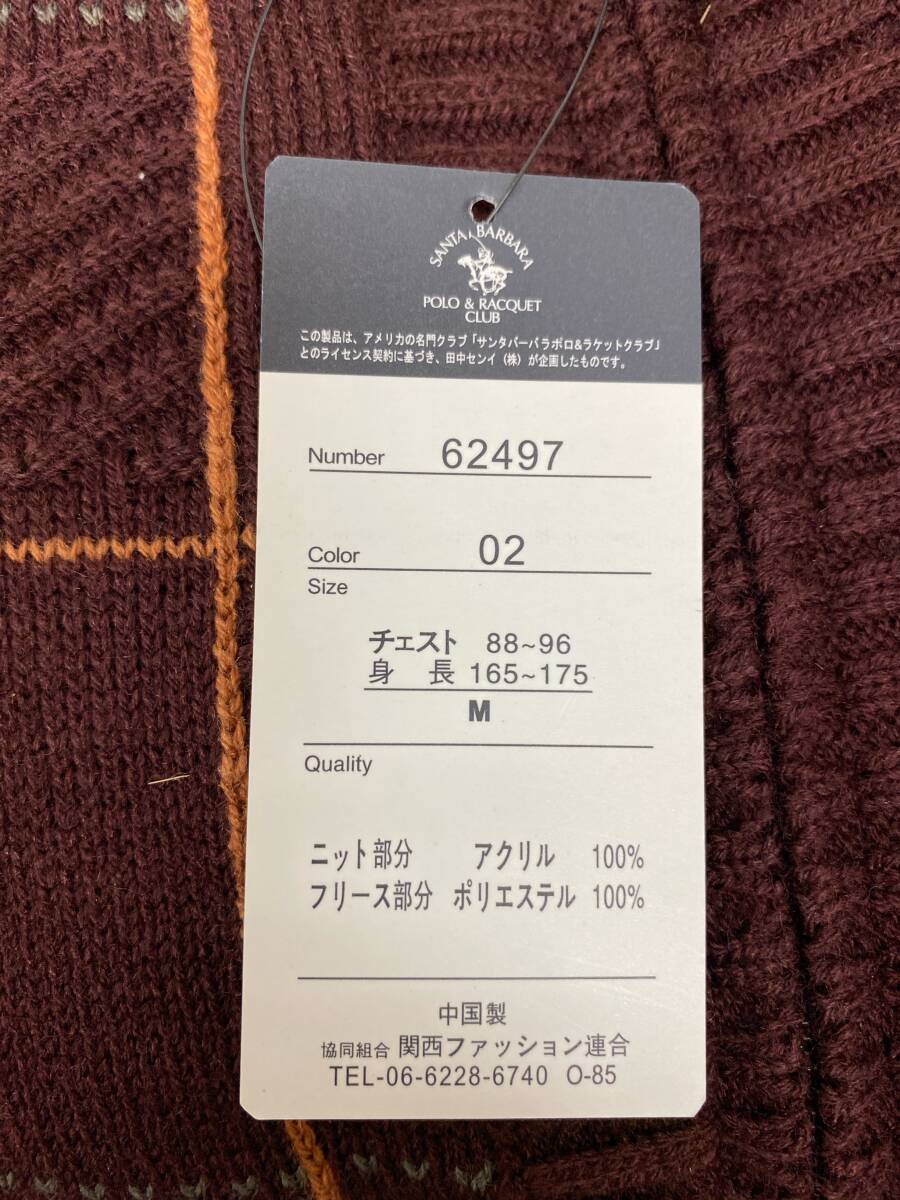 SANTA BARBARA
POLO & RACQUET
CLUB
この製品は、アメリカの名門クラブ「サンタバーバラポロ&ラケットクラブ」
とのライセンス契約に基づき、田中センイ（株）が企画したものです。
Number 62497
Color 02
Size
チェスト 88~96
身 長 165~175
M
Quality
ニット部分 アクリル 100%
フリース部分 ポリエステル 100%
中国製
協同組合 関西ファッション連合
TEL-06-6228-6740 O-85